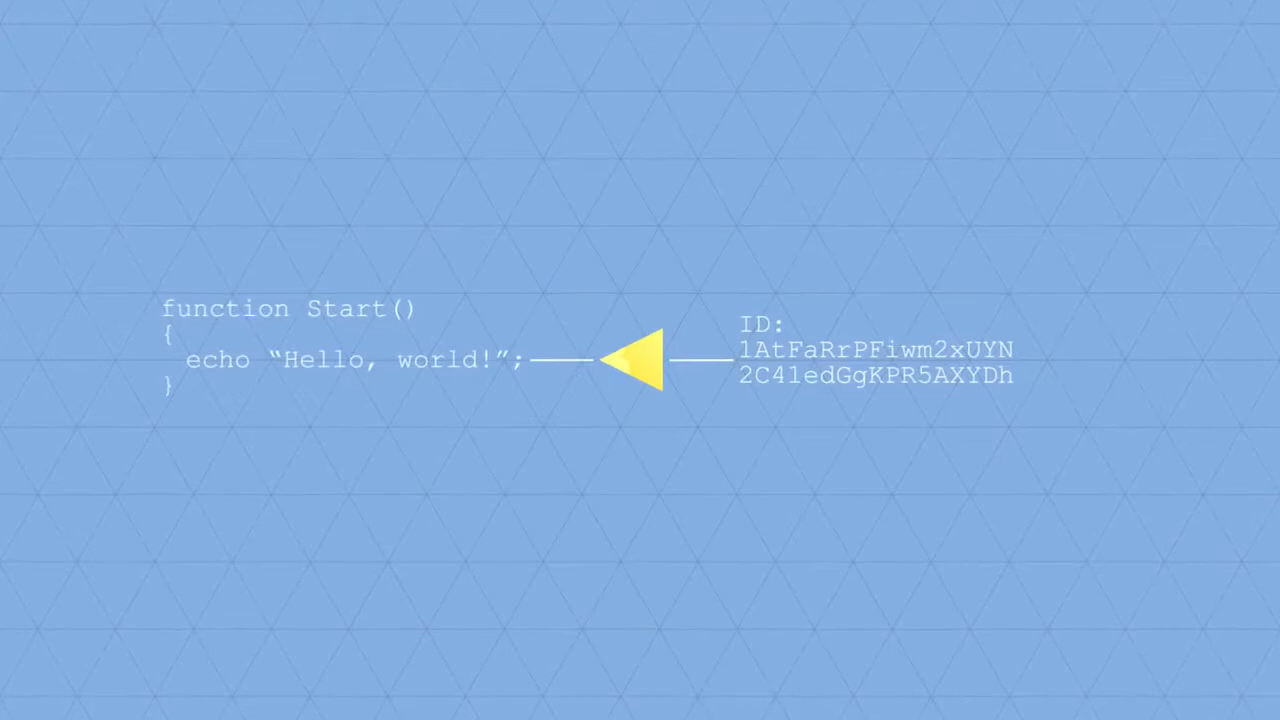 function Start()
{
echo “Hello, world!”;
}
ID:
1AtFaRrPFiwm2xUYN
2C41edGgKPR5AXYDh